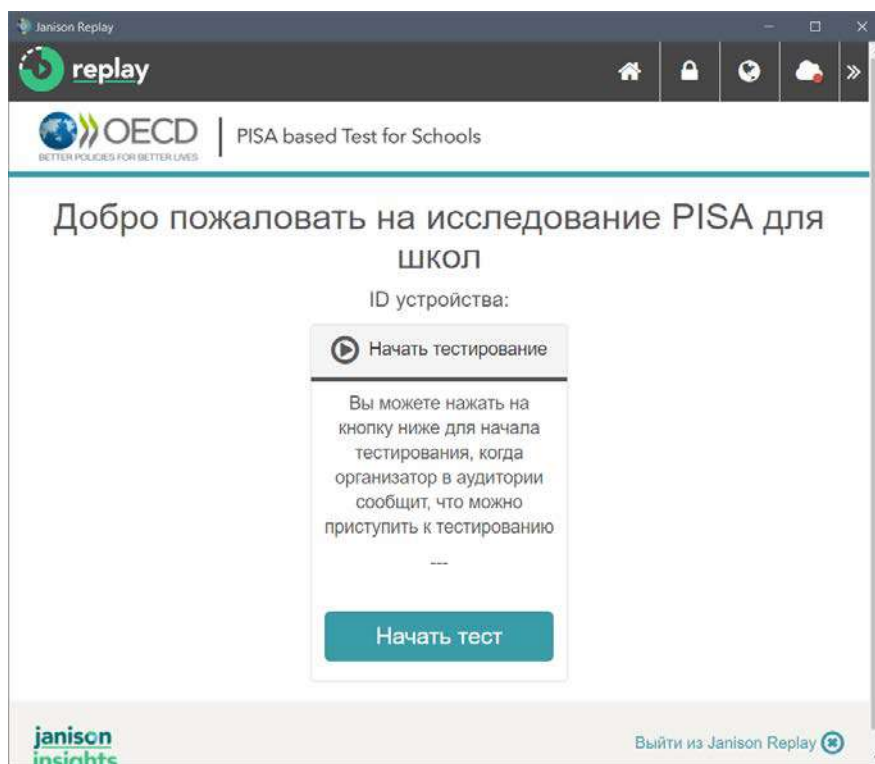 Janison Replay
replay
OECD
BETTER POLICIES FOR BETTER LIVES
PISA based Test for Schools
Добро пожаловать на исследование PISA для
школ
ID устройства:
Начать тестирование
Вы можете нажать на
кнопку ниже для начала
тестирования, когда
организатор в аудитории
сообщит, что можно
приступить к тестированию
---
Начать тест
janison
insights
Выйти из Janison Replay